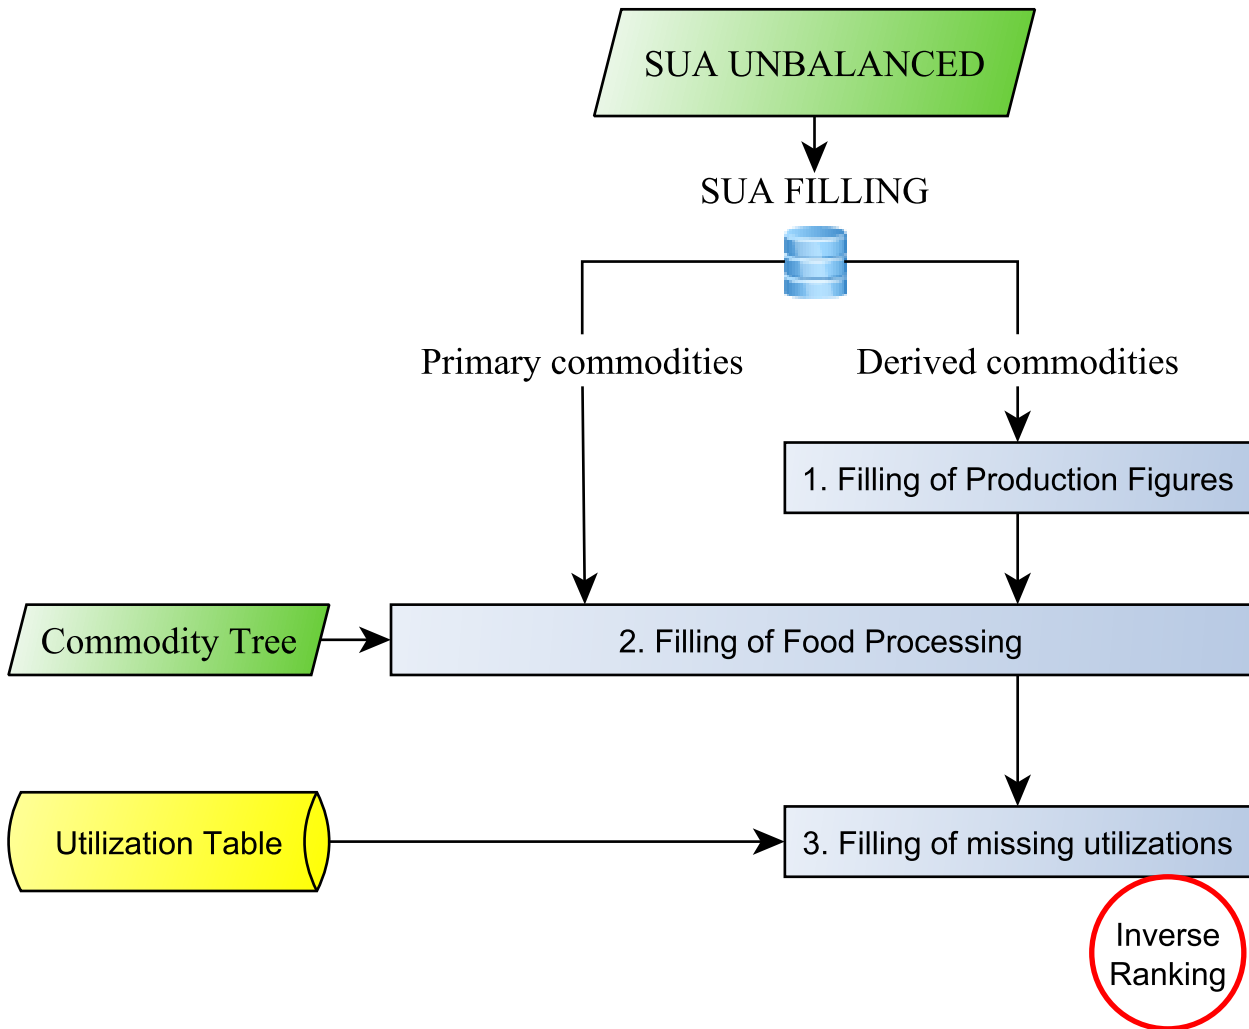 SUA UNBALANCED
SUA FILLING
Primary commodities
Derived commodities
1. Filling of Production Figures
Commodity Tree
2. Filling of Food Processing
Utilization Table
3. Filling of missing utilizations
Inverse
Ranking